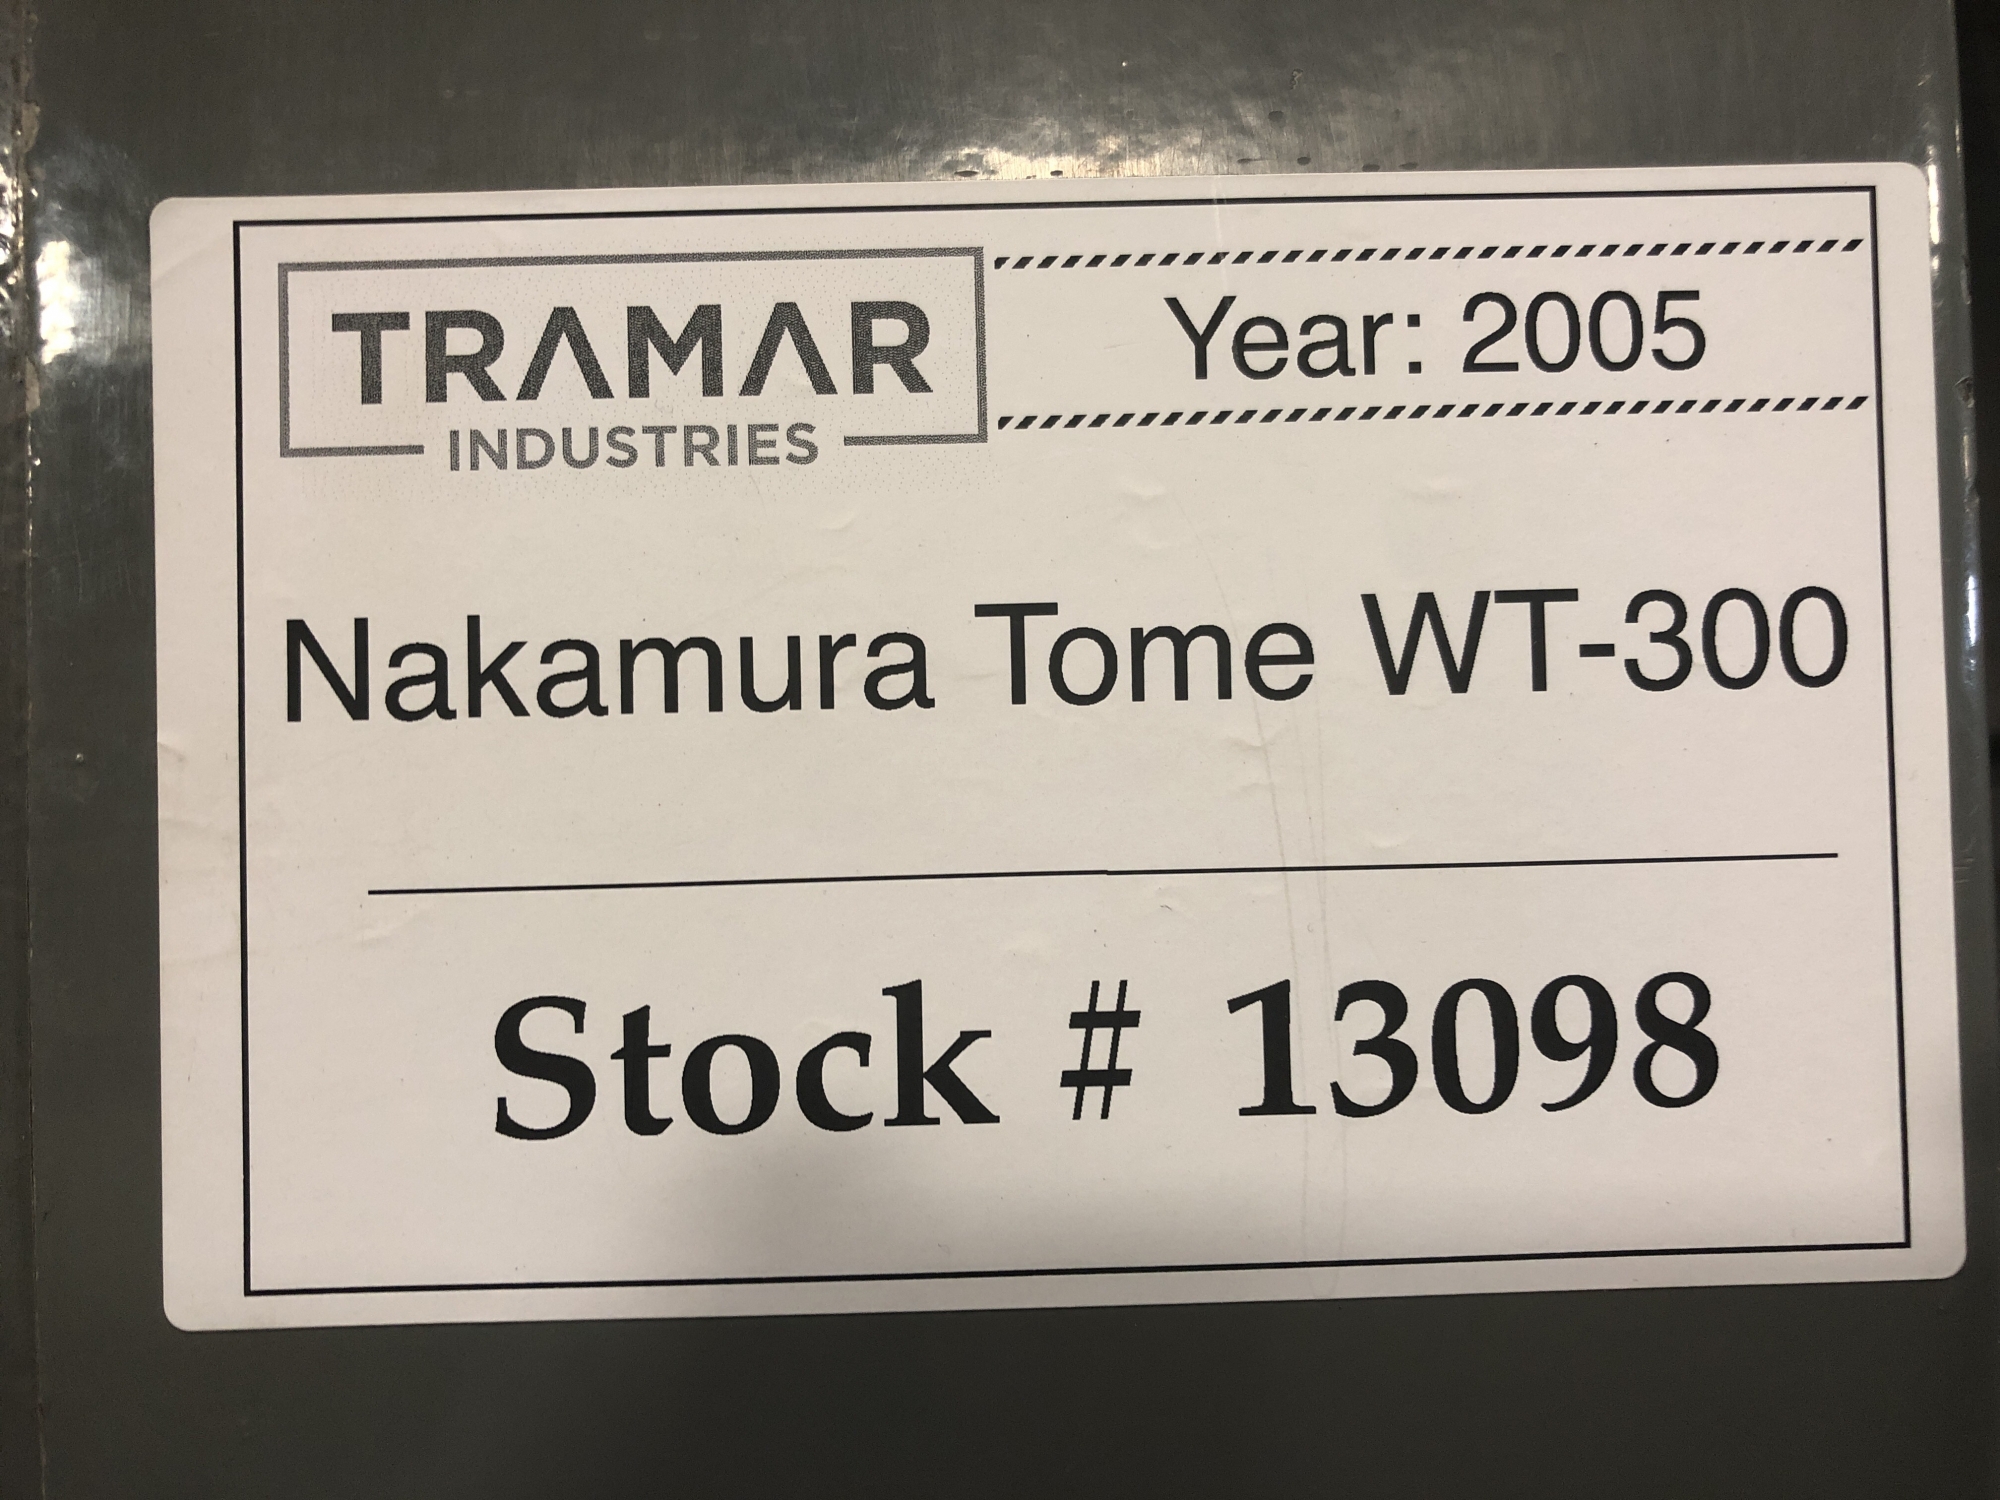 TRAMAR
INDUSTRIES
Year: 2005
Nakamura Tome WT-300
Stock # 13098